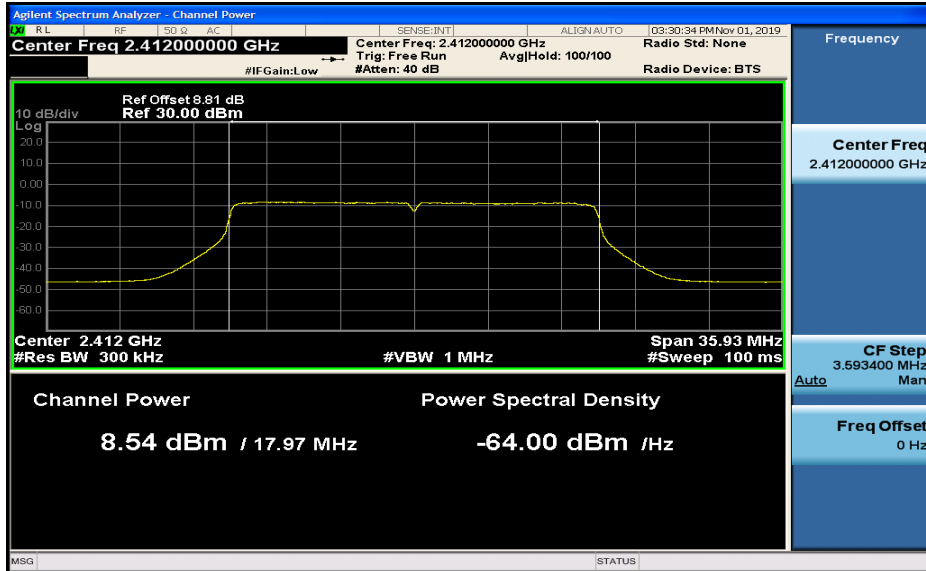 Agilent Spectrum Analyzer - Channel Power
LXI RL RF 50 Ω AC SENSE:INT ALIGN AUTO 03:30:34 PM Nov 01, 2019
Center Freq 2.412000000 GHz
Center Freq: 2.412000000 GHz
Radio Std: None
Trig: Free Run Avg|Hold: 100/100
#IFGain:Low
#Atten: 40 dB
Radio Device: BTS
Ref Offset 8.81 dB
10 dB/div Ref 30.00 dBm
Log
20.0
10.0
0.00
-10.0
-20.0
-30.0
-40.0
-50.0
-60.0
Center 2.412 GHz Span 35.93 MHz
#Res BW 300 kHz #VBW 1 MHz #Sweep 100 ms
Channel Power Power Spectral Density
8.54 dBm / 17.97 MHz -64.00 dBm /Hz
MSG STATUS
Frequency
Center Freq
2.412000000 GHz
CF Step
3.593400 MHz
Auto Man
Freq Offset
0 Hz